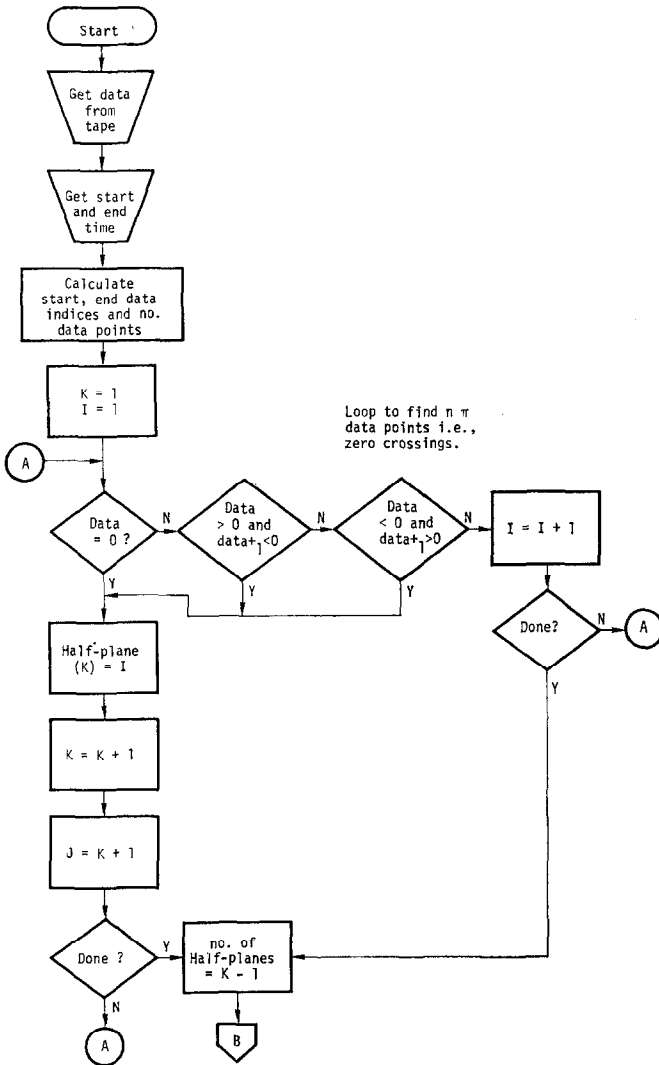 Start
Get data
from
tape
Get start
and end
time
Calculate
start, end data
indices and no.
data points
K = 1
I = 1
Loop to find n π
data points i.e.,
zero crossings.
A
Data
= 0 ?
N
Data
> 0 and
data+1<0
N
Data
< 0 and
data+1>0
N
I = I + 1
Y
Y
Y
Done?
N
A
Y
Half-plane
(K) = I
K = K + 1
J = K + 1
Done ?
Y
no. of
Half-planes
= K - 1
N
A
B